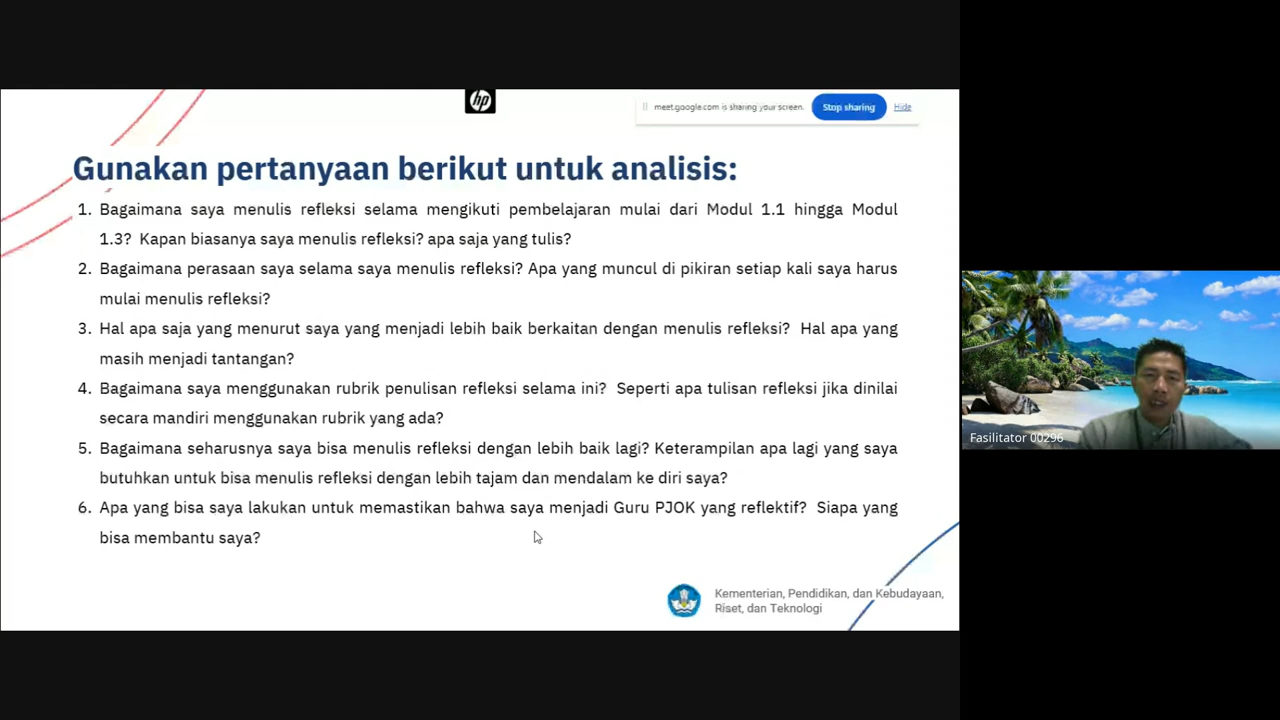 hp
meet.google.com is sharing your screen.
Stop sharing
Hide
Gunakan pertanyaan berikut untuk analisis:
1. Bagaimana saya menulis refleksi selama mengikuti pembelajaran mulai dari Modul 1.1 hingga Modul
1.3? Kapan biasanya saya menulis refleksi? apa saja yang tulis?
2. Bagaimana perasaan saya selama saya menulis refleksi? Apa yang muncul di pikiran setiap kali saya harus
mulai menulis refleksi?
3. Hal apa saja yang menurut saya yang menjadi lebih baik berkaitan dengan menulis refleksi? Hal apa yang
masih menjadi tantangan?
4. Bagaimana saya menggunakan rubrik penulisan refleksi selama ini? Seperti apa tulisan refleksi jika dinilai
secara mandiri menggunakan rubrik yang ada?
5. Bagaimana seharusnya saya bisa menulis refleksi dengan lebih baik lagi? Keterampilan apa lagi yang saya
butuhkan untuk bisa menulis refleksi dengan lebih tajam dan mendalam ke diri saya?
6. Apa yang bisa saya lakukan untuk memastikan bahwa saya menjadi Guru PJOK yang reflektif? Siapa yang
bisa membantu saya?
Kementerian, Pendidikan, dan Kebudayaan,
Riset, dan Teknologi
Fasilitator 00296